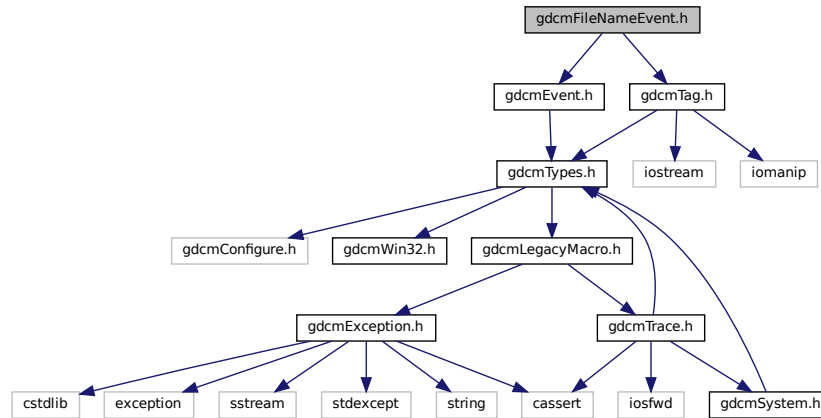 gdcmFileNameEvent.h
gdcmEvent.h
gdcmTag.h
gdcmTypes.h
iostream
iomanip
gdcmConfigure.h
gdcmWin32.h
gdcmLegacyMacro.h
gdcmException.h
gdcmTrace.h
cstdlib
exception
sstream
stdexcept
string
cassert
iosfwd
gdcmSystem.h